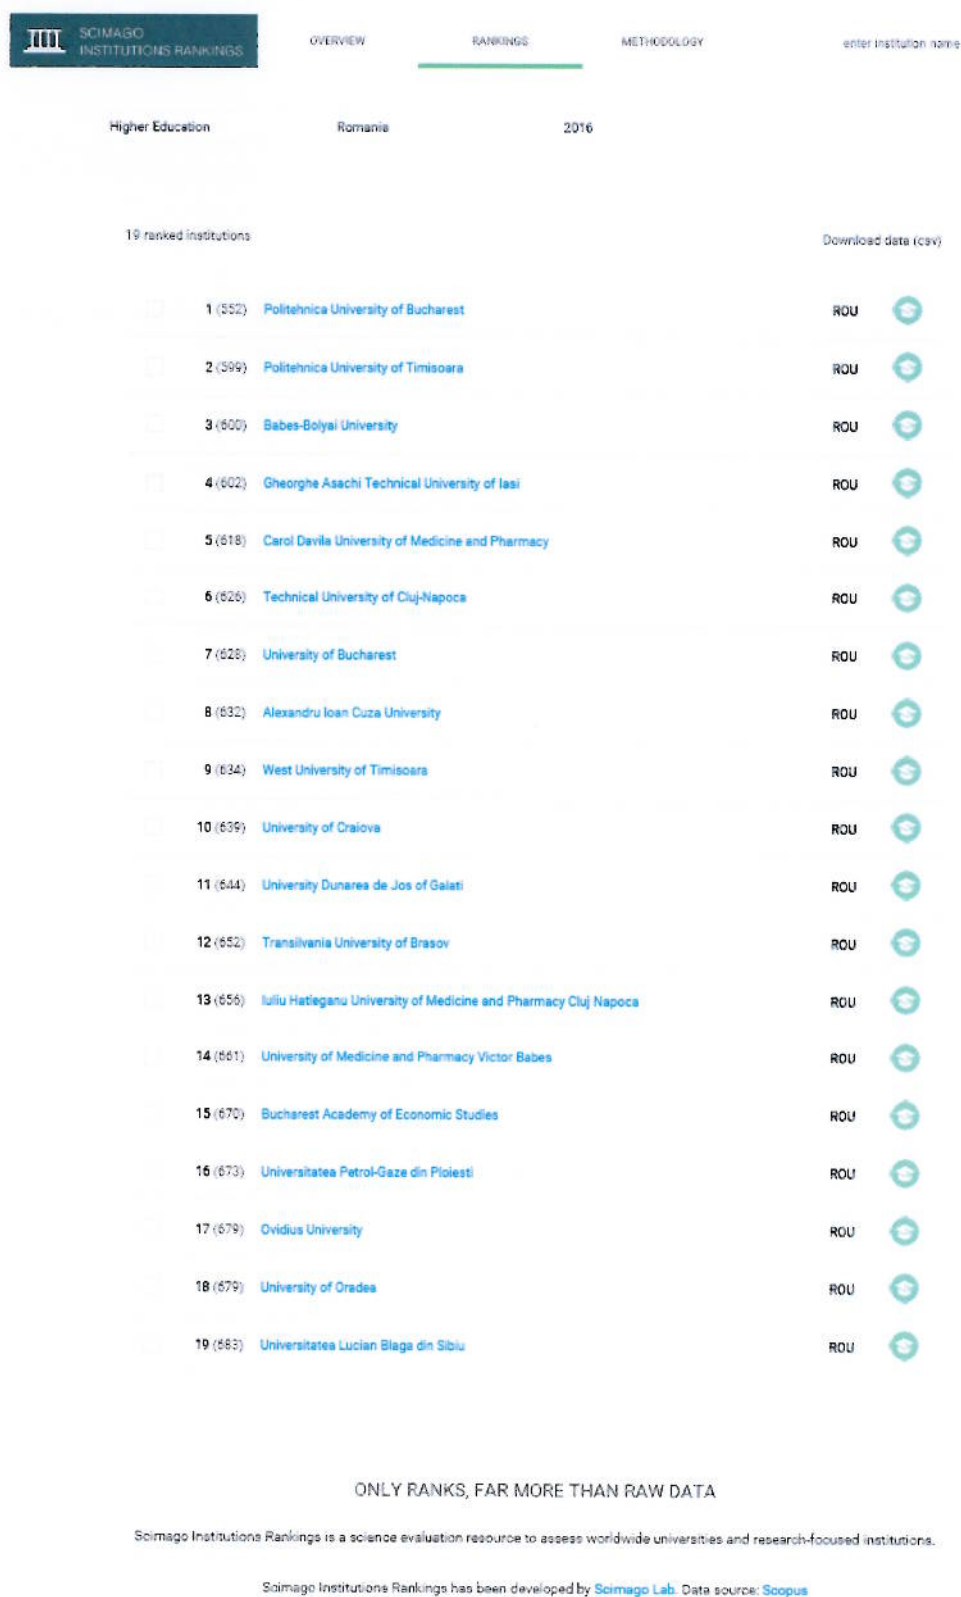 SCIMAGO
INSTITUTIONS RANKINGS
OVERVIEW
RANKINGS
METHODOLOGY
enter institution name
Higher Education
Romania
2016
19 ranked institutions
Download data (csv)
1 (552) Politehnica University of Bucharest ROU
2 (599) Politehnica University of Timisoara ROU
3 (600) Babes-Bolyai University ROU
4 (602) Gheorghe Asachi Technical University of Iasi ROU
5 (618) Carol Davila University of Medicine and Pharmacy ROU
6 (626) Technical University of Cluj-Napoca ROU
7 (628) University of Bucharest ROU
8 (632) Alexandru Ioan Cuza University ROU
9 (634) West University of Timisoara ROU
10 (639) University of Craiova ROU
11 (644) University Dunarea de Jos of Galati ROU
12 (652) Transilvania University of Brasov ROU
13 (656) Iuliu Hatieganu University of Medicine and Pharmacy Cluj Napoca ROU
14 (661) University of Medicine and Pharmacy Victor Babes ROU
15 (670) Bucharest Academy of Economic Studies ROU
16 (673) Universitatea Petrol-Gaze din Ploiesti ROU
17 (679) Ovidius University ROU
18 (679) University of Oradea ROU
19 (683) Universitatea Lucian Blaga din Sibiu ROU
ONLY RANKS, FAR MORE THAN RAW DATA
Scimago Institutions Rankings is a science evaluation resource to assess worldwide universities and research-focused institutions.
Scimago Institutions Rankings has been developed by Scimago Lab. Data source: Scopus